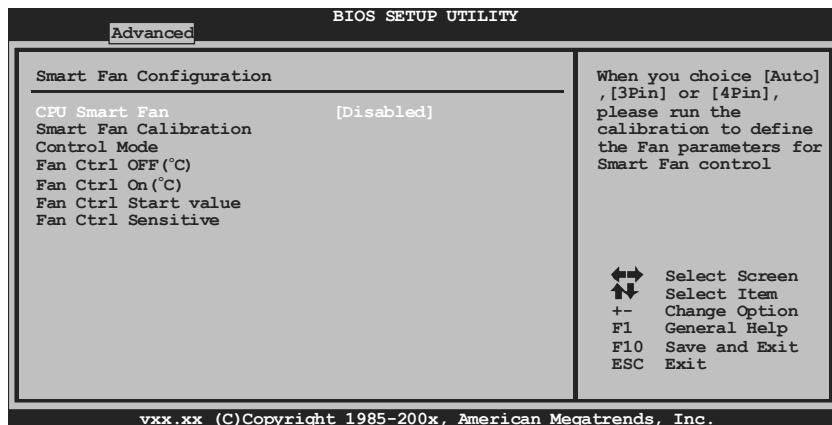 BIOS SETUP UTILITY
Advanced
Smart Fan Configuration
CPU Smart Fan [Disabled]
Smart Fan Calibration
Control Mode
Fan Ctrl OFF(°C)
Fan Ctrl On(°C)
Fan Ctrl Start value
Fan Ctrl Sensitive
When you choice [Auto]
,[3Pin] or [4Pin],
please run the
calibration to define
the Fan parameters for
Smart Fan control
Select Screen
Select Item
+- Change Option
F1 General Help
F10 Save and Exit
ESC Exit
vxx.xx (C)Copyright 1985-200x, American Megatrends, Inc.